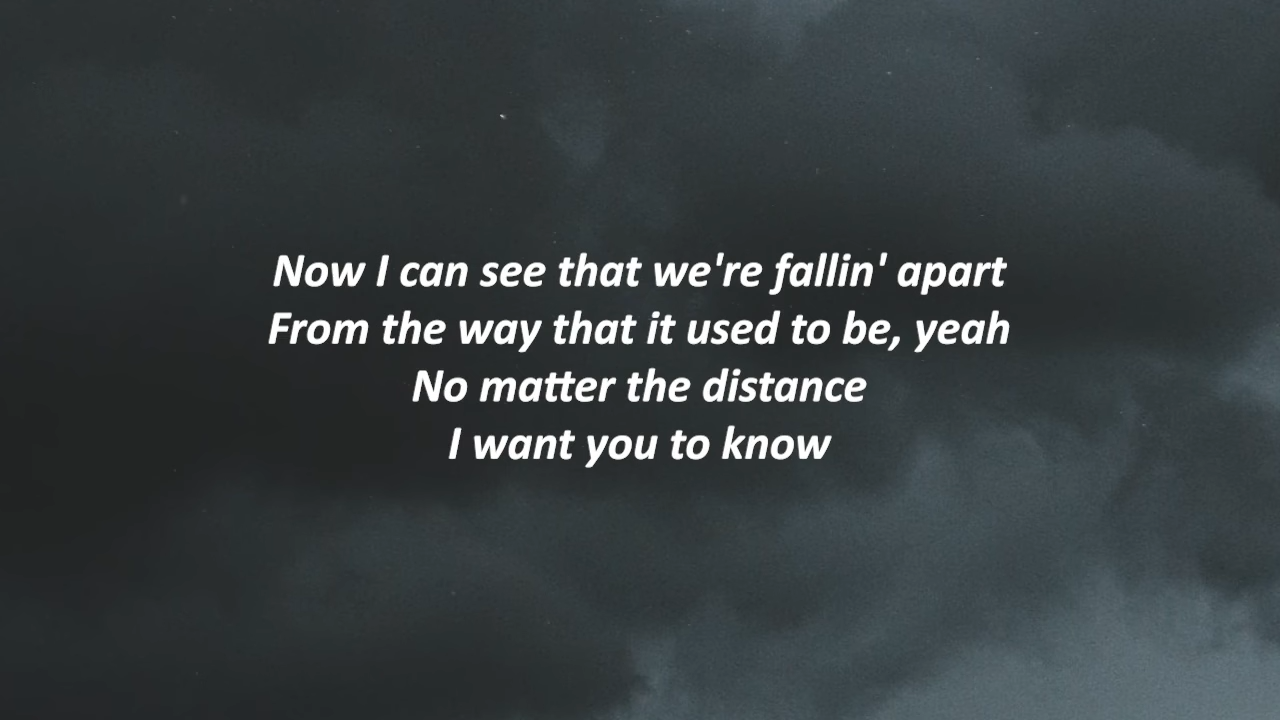 Now I can see that we're fallin' apart
From the way that it used to be, yeah
No matter the distance
I want you to know